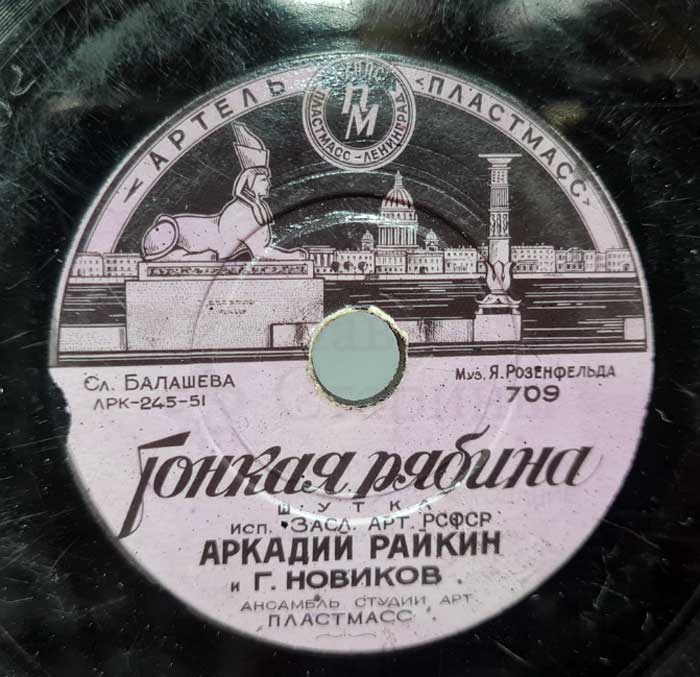 АРТЕЛЬ «ПЛАСТМАСС»
ПМ
ПЛАСТМАСС-ЛЕНИНГРАД
Сл. БАЛАШЕВА
ЛРК-245-51
Муз. Я. РОЗЕНФЕЛЬДА
709
Тонкая рябина
ШУТКА
ИСП. ЗАСЛ. АРТ. РСФСР
АРКАДИЙ РАЙКИН
и Г. НОВИКОВ
АНСАМБЛЬ СТУДИИ АРТ.
ПЛАСТМАСС